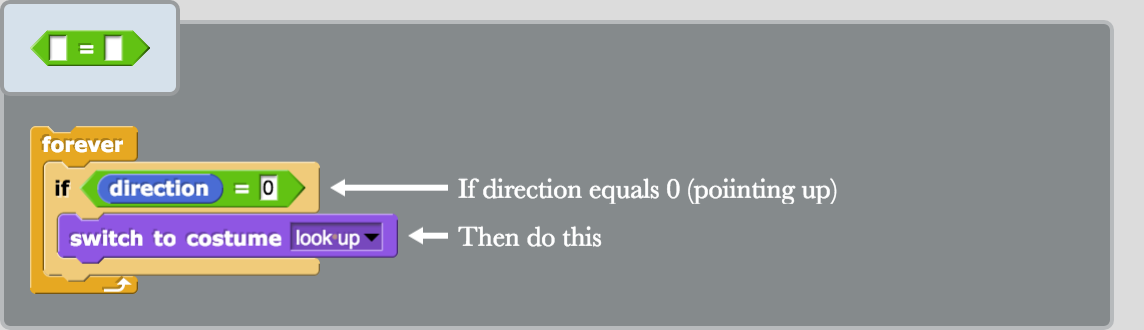 =
forever
if direction = 0
If direction equals 0 (poiinting up)
switch to costume look up
Then do this